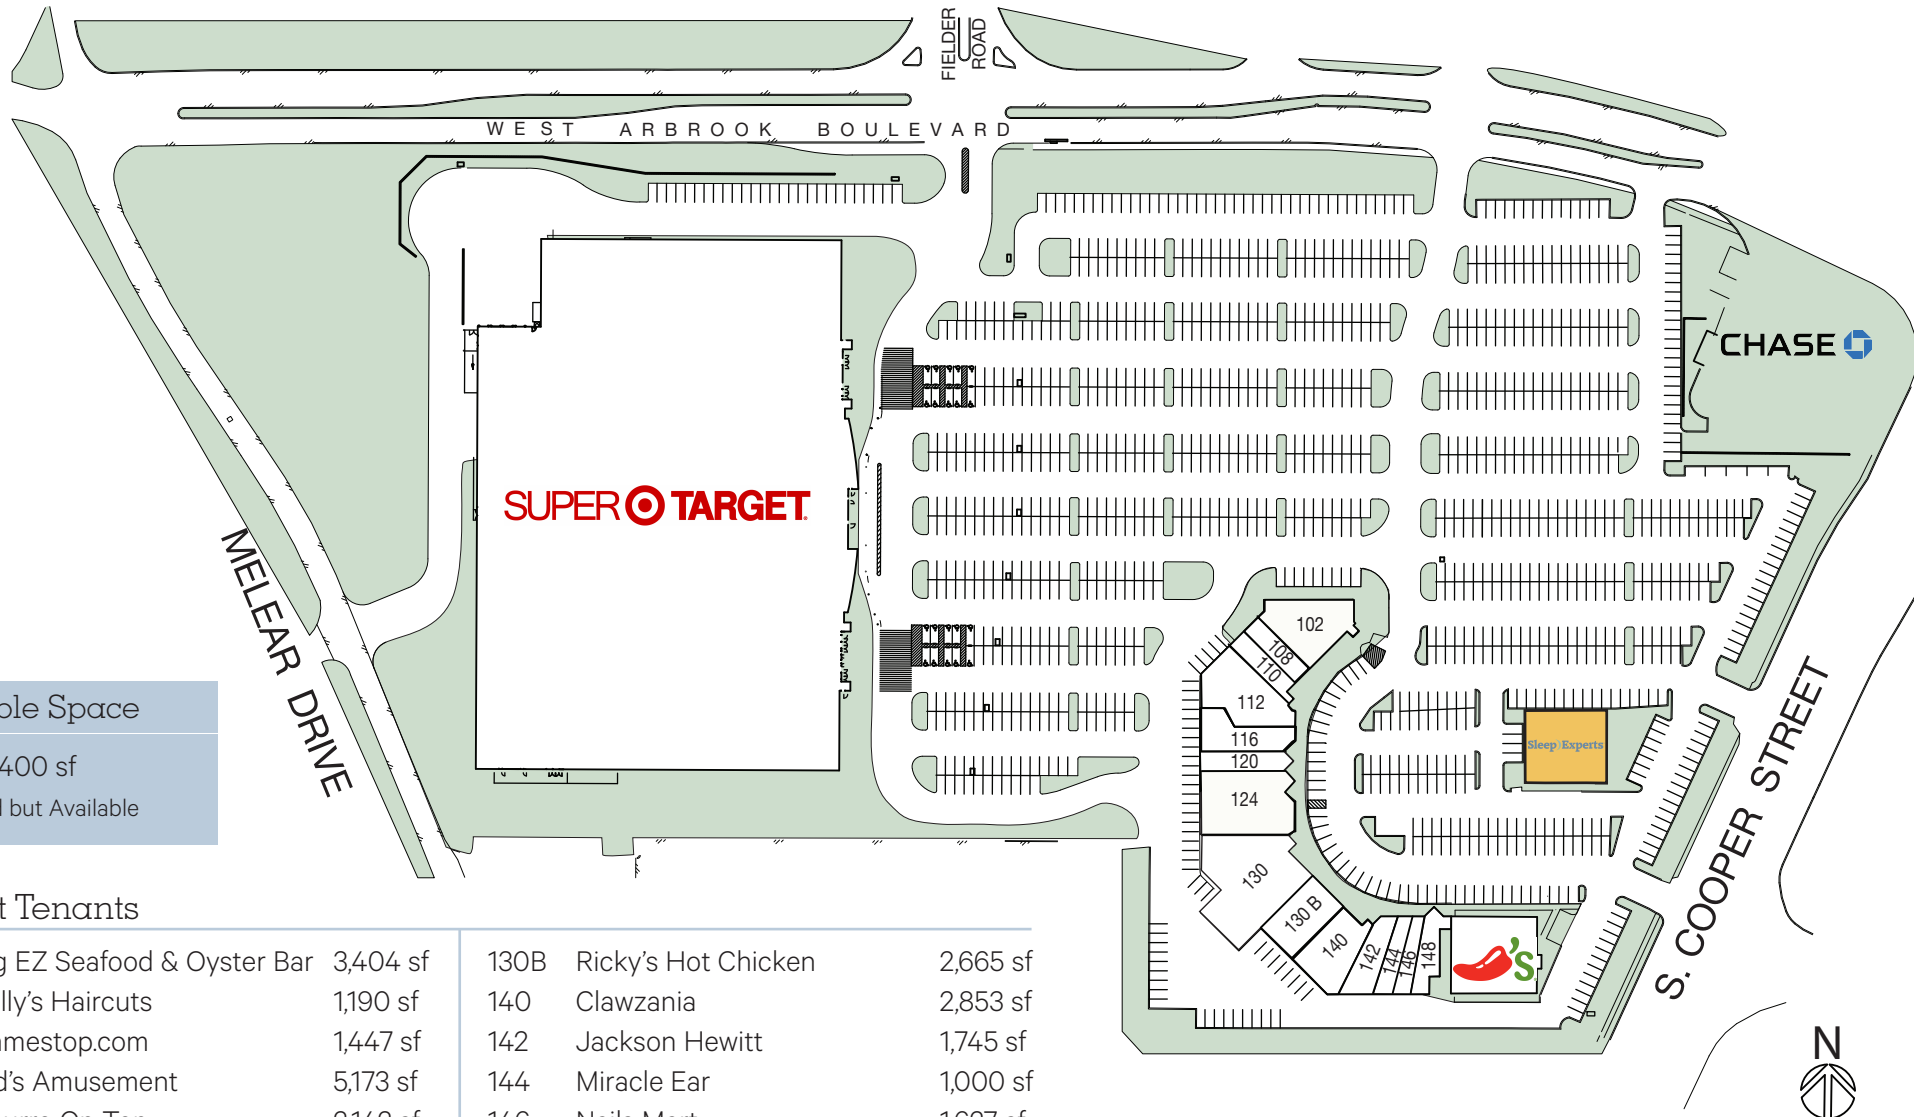 FIELDER
ROAD
WEST ARBROOK BOULEVARD
CHASE
SUPER TARGET
MELEAR DRIVE
S. COOPER STREET
102
108
110
112
116
120
124
130
130 B
140
142
144
146
148
Sleep Experts
'S
N
ble Space
400 sf
but Available
t Tenants
g EZ Seafood & Oyster Bar 3,404 sf
lly's Haircuts 1,190 sf
mestop.com 1,447 sf
d's Amusement 5,173 sf
130B Ricky's Hot Chicken 2,665 sf
140 Clawzania 2,853 sf
142 Jackson Hewitt 1,745 sf
144 Miracle Ear 1,000 sf